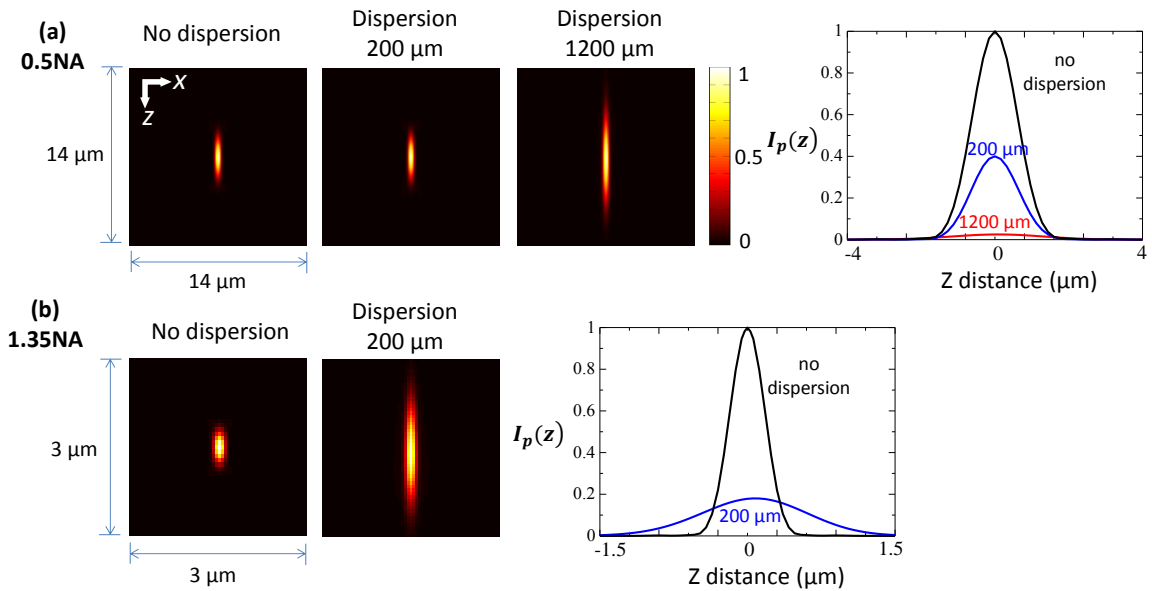 (a)
0.5NA
No dispersion
Dispersion
200 μm
Dispersion
1200 μm
x
z
14 μm
14 μm
1
0.5
0
I_p(z)
1
0.8
0.6
0.4
0.2
0
no
dispersion
200 μm
1200 μm
-4
0
4
Z distance (μm)
(b)
1.35NA
No dispersion
Dispersion
200 μm
3 μm
3 μm
I_p(z)
1
0.8
0.6
0.4
0.2
0
no
dispersion
200 μm
-1.5
0
1.5
Z distance (μm)